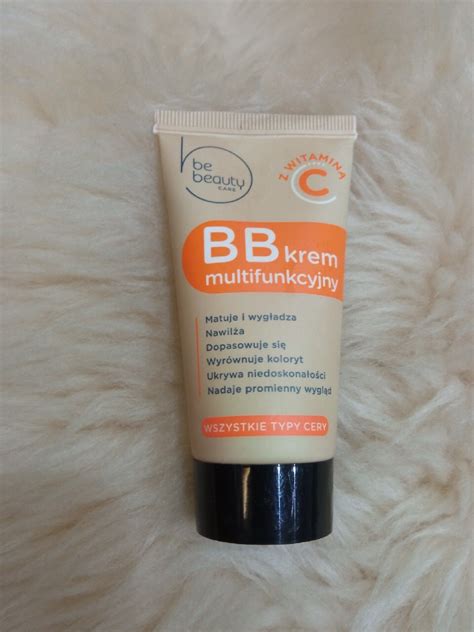 be
beauty
CARE
Z WITAMINĄ
C
BB krem
multifunkcyjny
Matuje i wygładza
Nawilża
Dopasowuje się
Wyrównuje koloryt
Ukrywa niedoskonałości
Nadaje promienny wygląd
WSZYSTKIE TYPY CERY